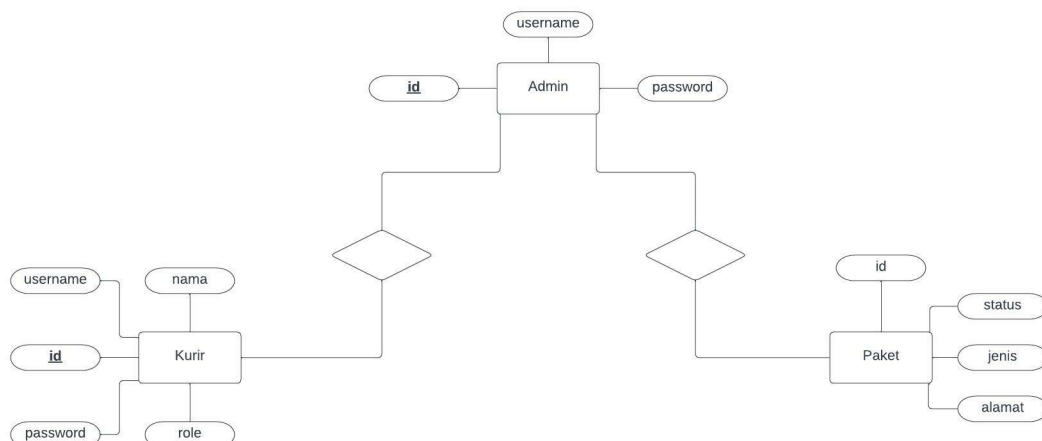 username
id
Admin
password
id
username
nama
status
id
Kurir
Paket
jenis
alamat
password
role